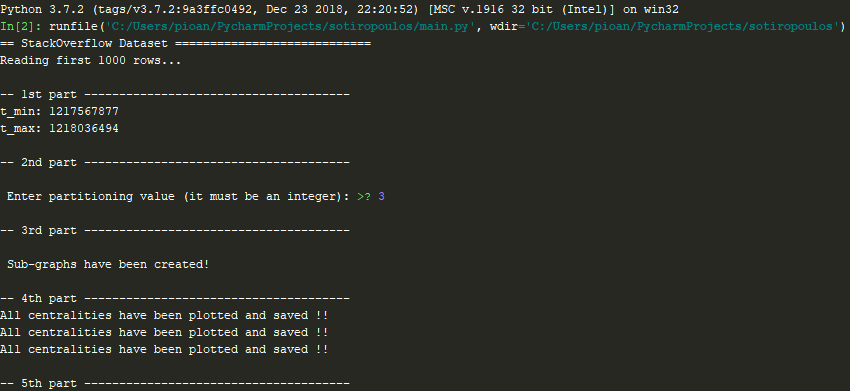 Python 3.7.2 (tags/v3.7.2:9a3ffc0492, Dec 23 2018, 22:20:52) [MSC v.1916 32 bit (Intel)] on win32
In[2]: runfile('C:/Users/pioan/PycharmProjects/sotiropoulos/main.py', wdir='C:/Users/pioan/PycharmProjects/sotiropoulos')
== StackOverflow Dataset ============================
Reading first 1000 rows...
-- 1st part --------------------------------------
t_min: 1217567877
t_max: 1218036494
-- 2nd part --------------------------------------
Enter partitioning value (it must be an integer): >? 3
-- 3rd part --------------------------------------
Sub-graphs have been created!
-- 4th part --------------------------------------
All centralities have been plotted and saved !!
All centralities have been plotted and saved !!
All centralities have been plotted and saved !!
-- 5th part --------------------------------------